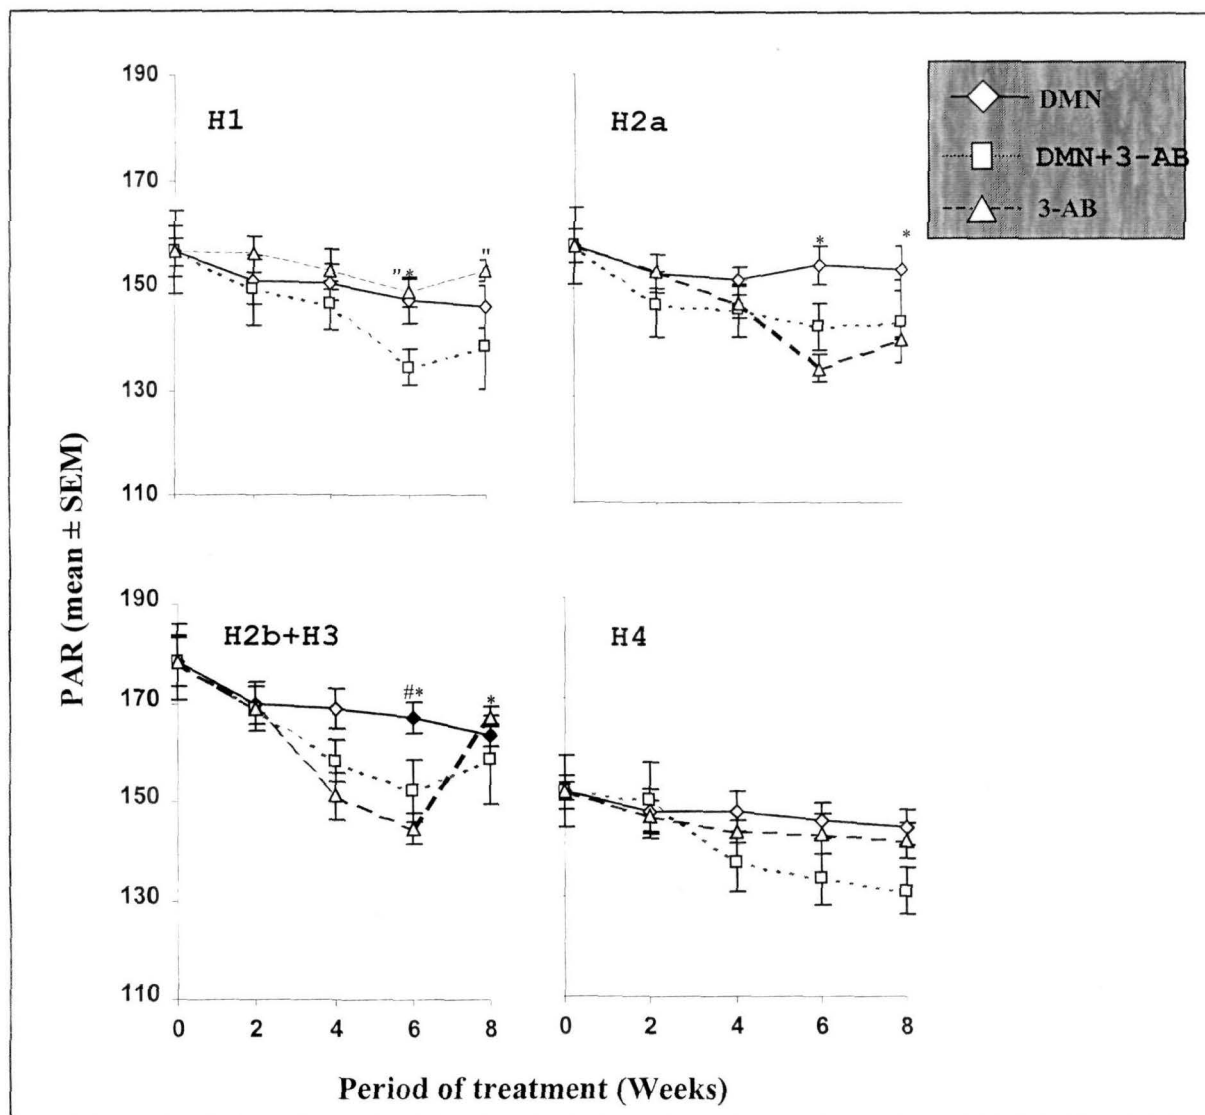 190
170
150
130
110
H1
"*
"
H2a
*
*
DMN
DMN+3-AB
3-AB
PAR (mean ± SEM)
190
170
150
130
110
H2b+H3
#*
*
H4
0 2 4 6 8
0 2 4 6 8
Period of treatment (Weeks)